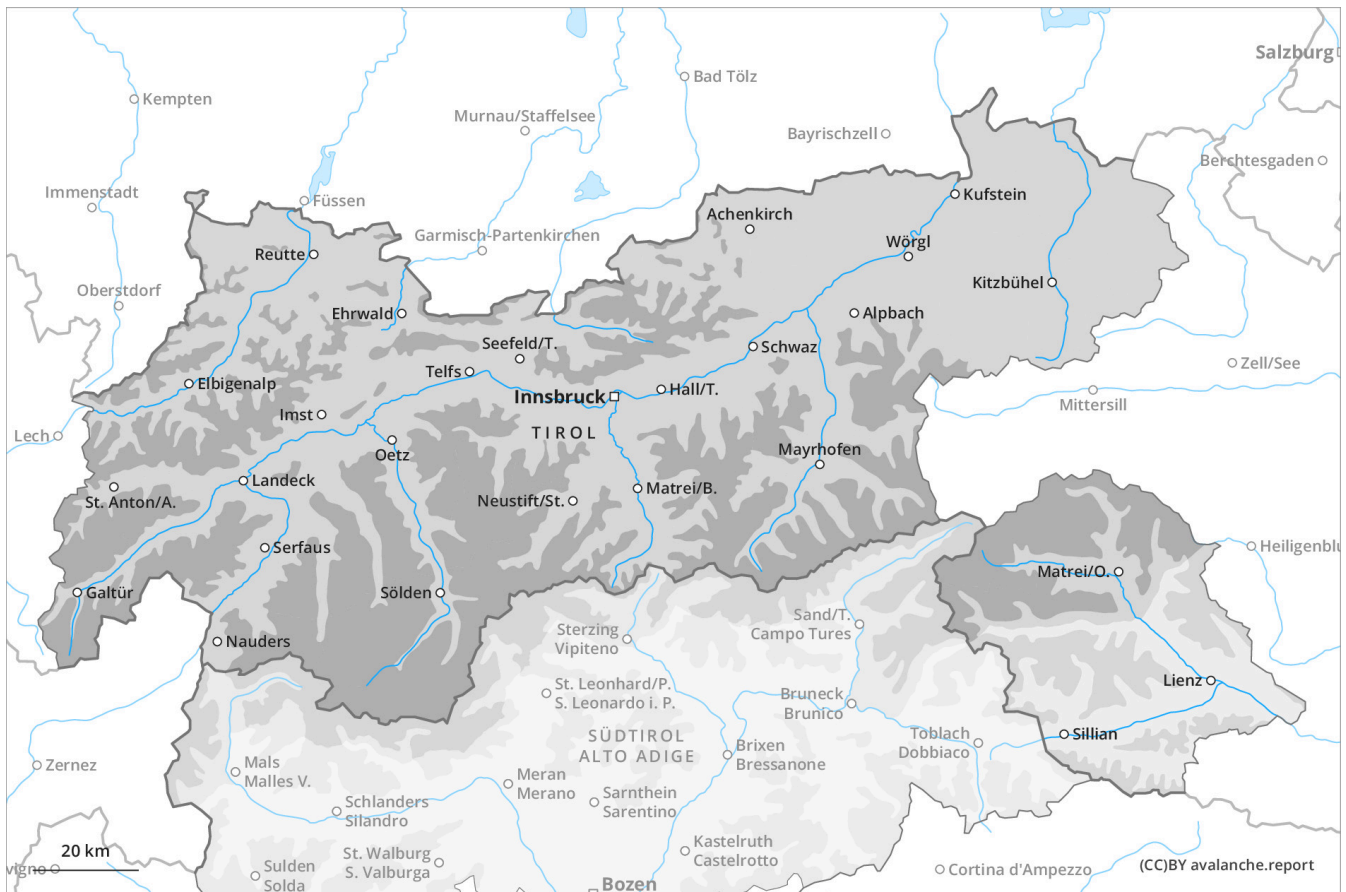 Salzburg
Bad Tölz
Kempten
Murnau/Staffelsee
Bayrischzell
Berchtesgaden
Immenstadt
Füssen
Kufstein
Achenkirch
Garmisch-Partenkirchen
Wörgl
Reutte
Kitzbühel
Oberstdorf
Ehrwald
Alpbach
Seefeld/T.
Schwaz
Zell/See
Telfs
Elbigenalp
Hall/T.
Innsbruck
Mittersill
Imst
TIROL
Lech
Oetz
Mayrhofen
Landeck
Matrei/B.
St. Anton/A.
Neustift/St.
Serfaus
Heiligenblu
Matrei/O.
Galtür
Sölden
Sand/T.
Campo Tures
Sterzing
Vipiteno
Nauders
Lienz
St. Leonhard/P.
S. Leonardo i. P.
Bruneck
Brunico
Sillian
SÜDTIROL
ALTO ADIGE
Toblach
Dobbiaco
Brixen
Bressanone
Zernez
Mals
Malles V.
Meran
Merano
Sarnthein
Sarentino
Schlanders
Silandro
Kastelruth
Castelrotto
20 km
St. Walburg
S. Valburga
vigno
Sulden
Solda
Cortina d'Ampezzo
(CC)BY avalanche.report
Bozen